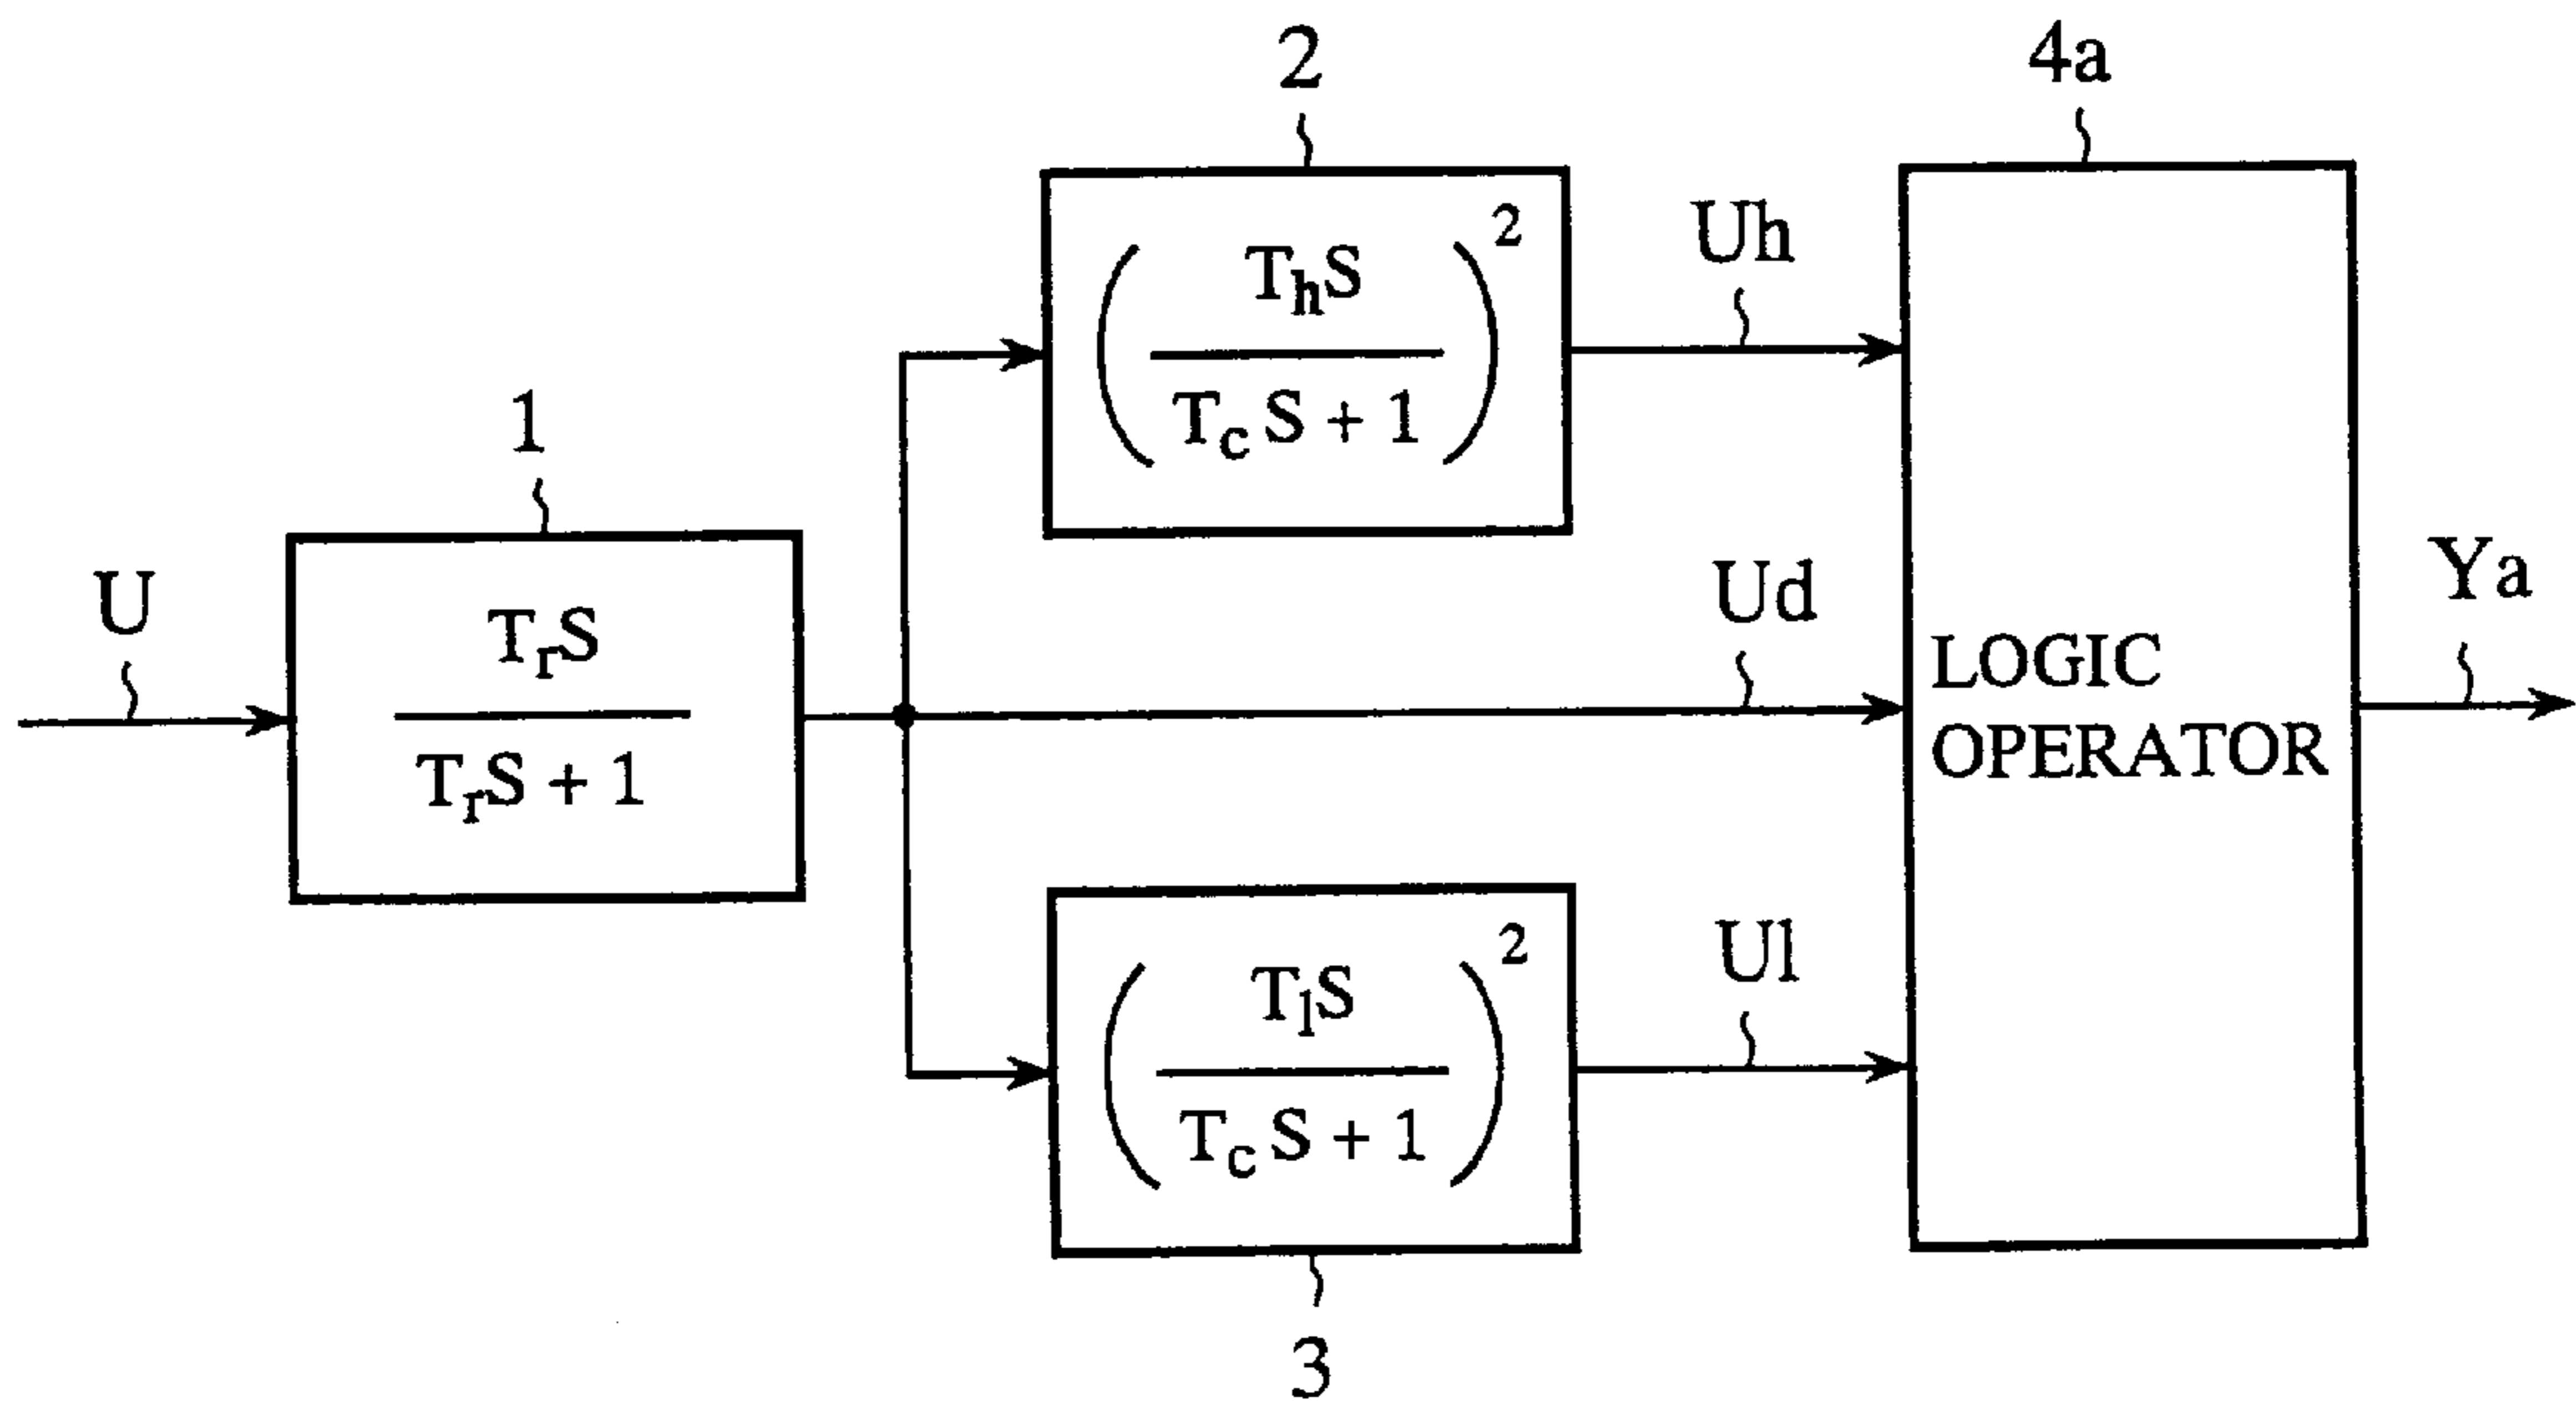 2
4a
2
ThS
TcS + 1
Uh
1
U
TrS
TrS + 1
Ud
LOGIC
OPERATOR
Ya
2
TlS
TcS + 1
Ul
3